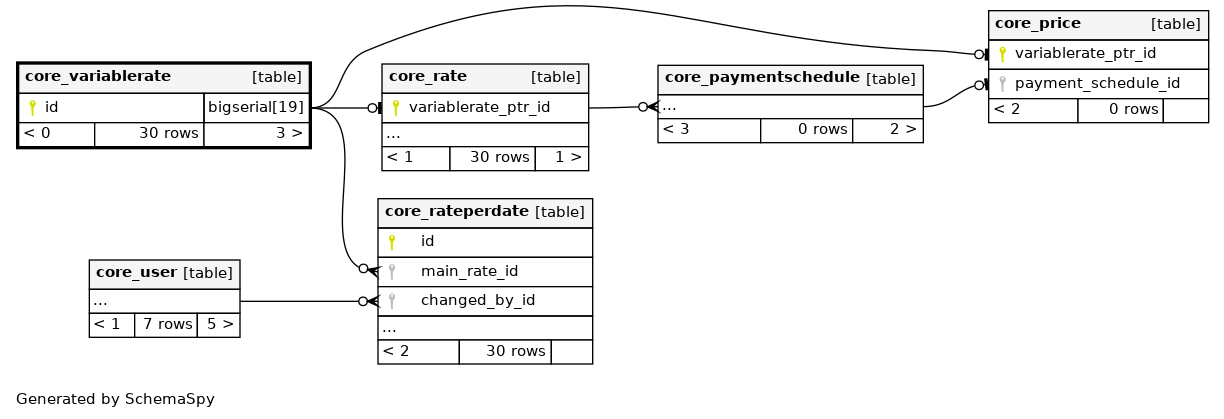 core_variablerate [table]
id bigserial[19]
< 0 30 rows 3 >
core_rate [table]
variablerate_ptr_id
...
< 1 30 rows 1 >
core_paymentschedule [table]
...
< 3 0 rows 2 >
core_price [table]
variablerate_ptr_id
payment_schedule_id
< 2 0 rows
core_rateperdate [table]
id
main_rate_id
changed_by_id
...
< 2 30 rows
core_user [table]
...
< 1 7 rows 5 >
Generated by SchemaSpy